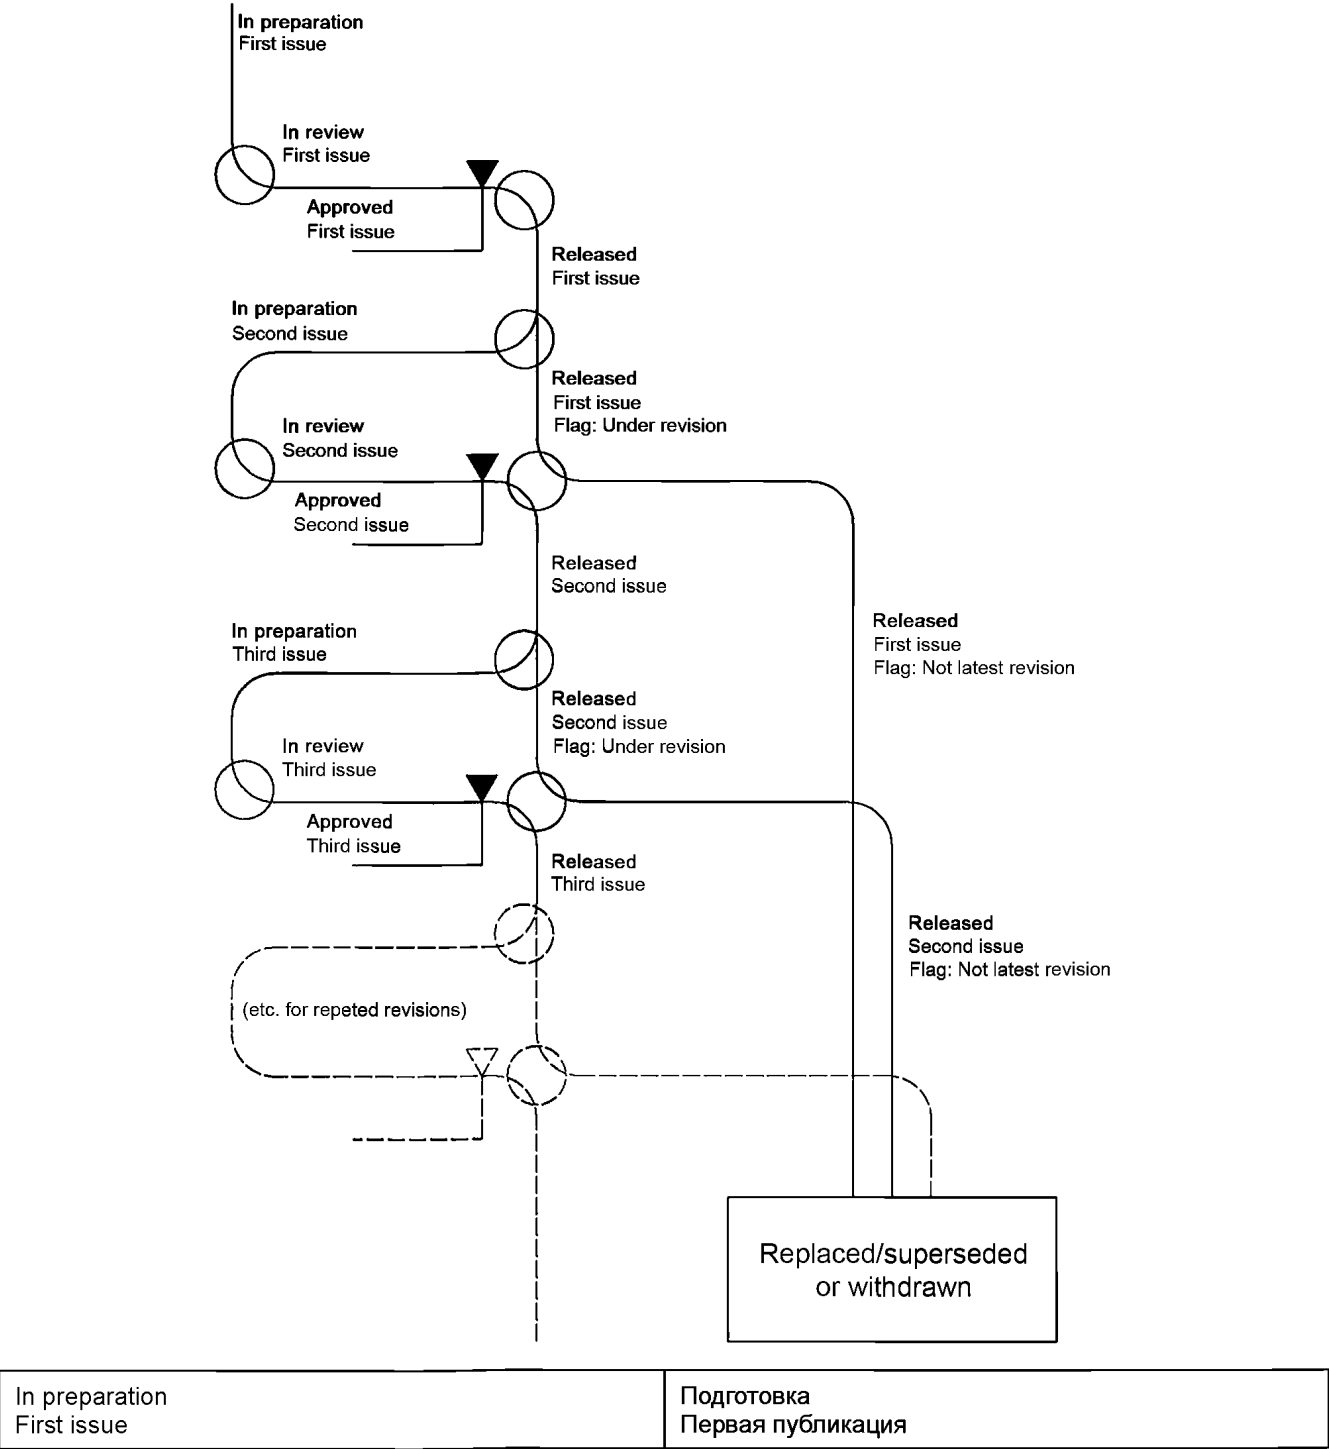 In preparation
First issue
In review
First issue
Approved
First issue
Released
First issue
In preparation
Second issue
Released
First issue
Flag: Under revision
In review
Second issue
Approved
Second issue
Released
Second issue
Released
First issue
Flag: Not latest revision
In preparation
Third issue
Released
Second issue
Flag: Under revision
In review
Third issue
Approved
Third issue
Released
Third issue
Released
Second issue
Flag: Not latest revision
(etc. for repeted revisions)
Replaced/superseded
or withdrawn
In preparation
First issue
Подготовка
Первая публикация